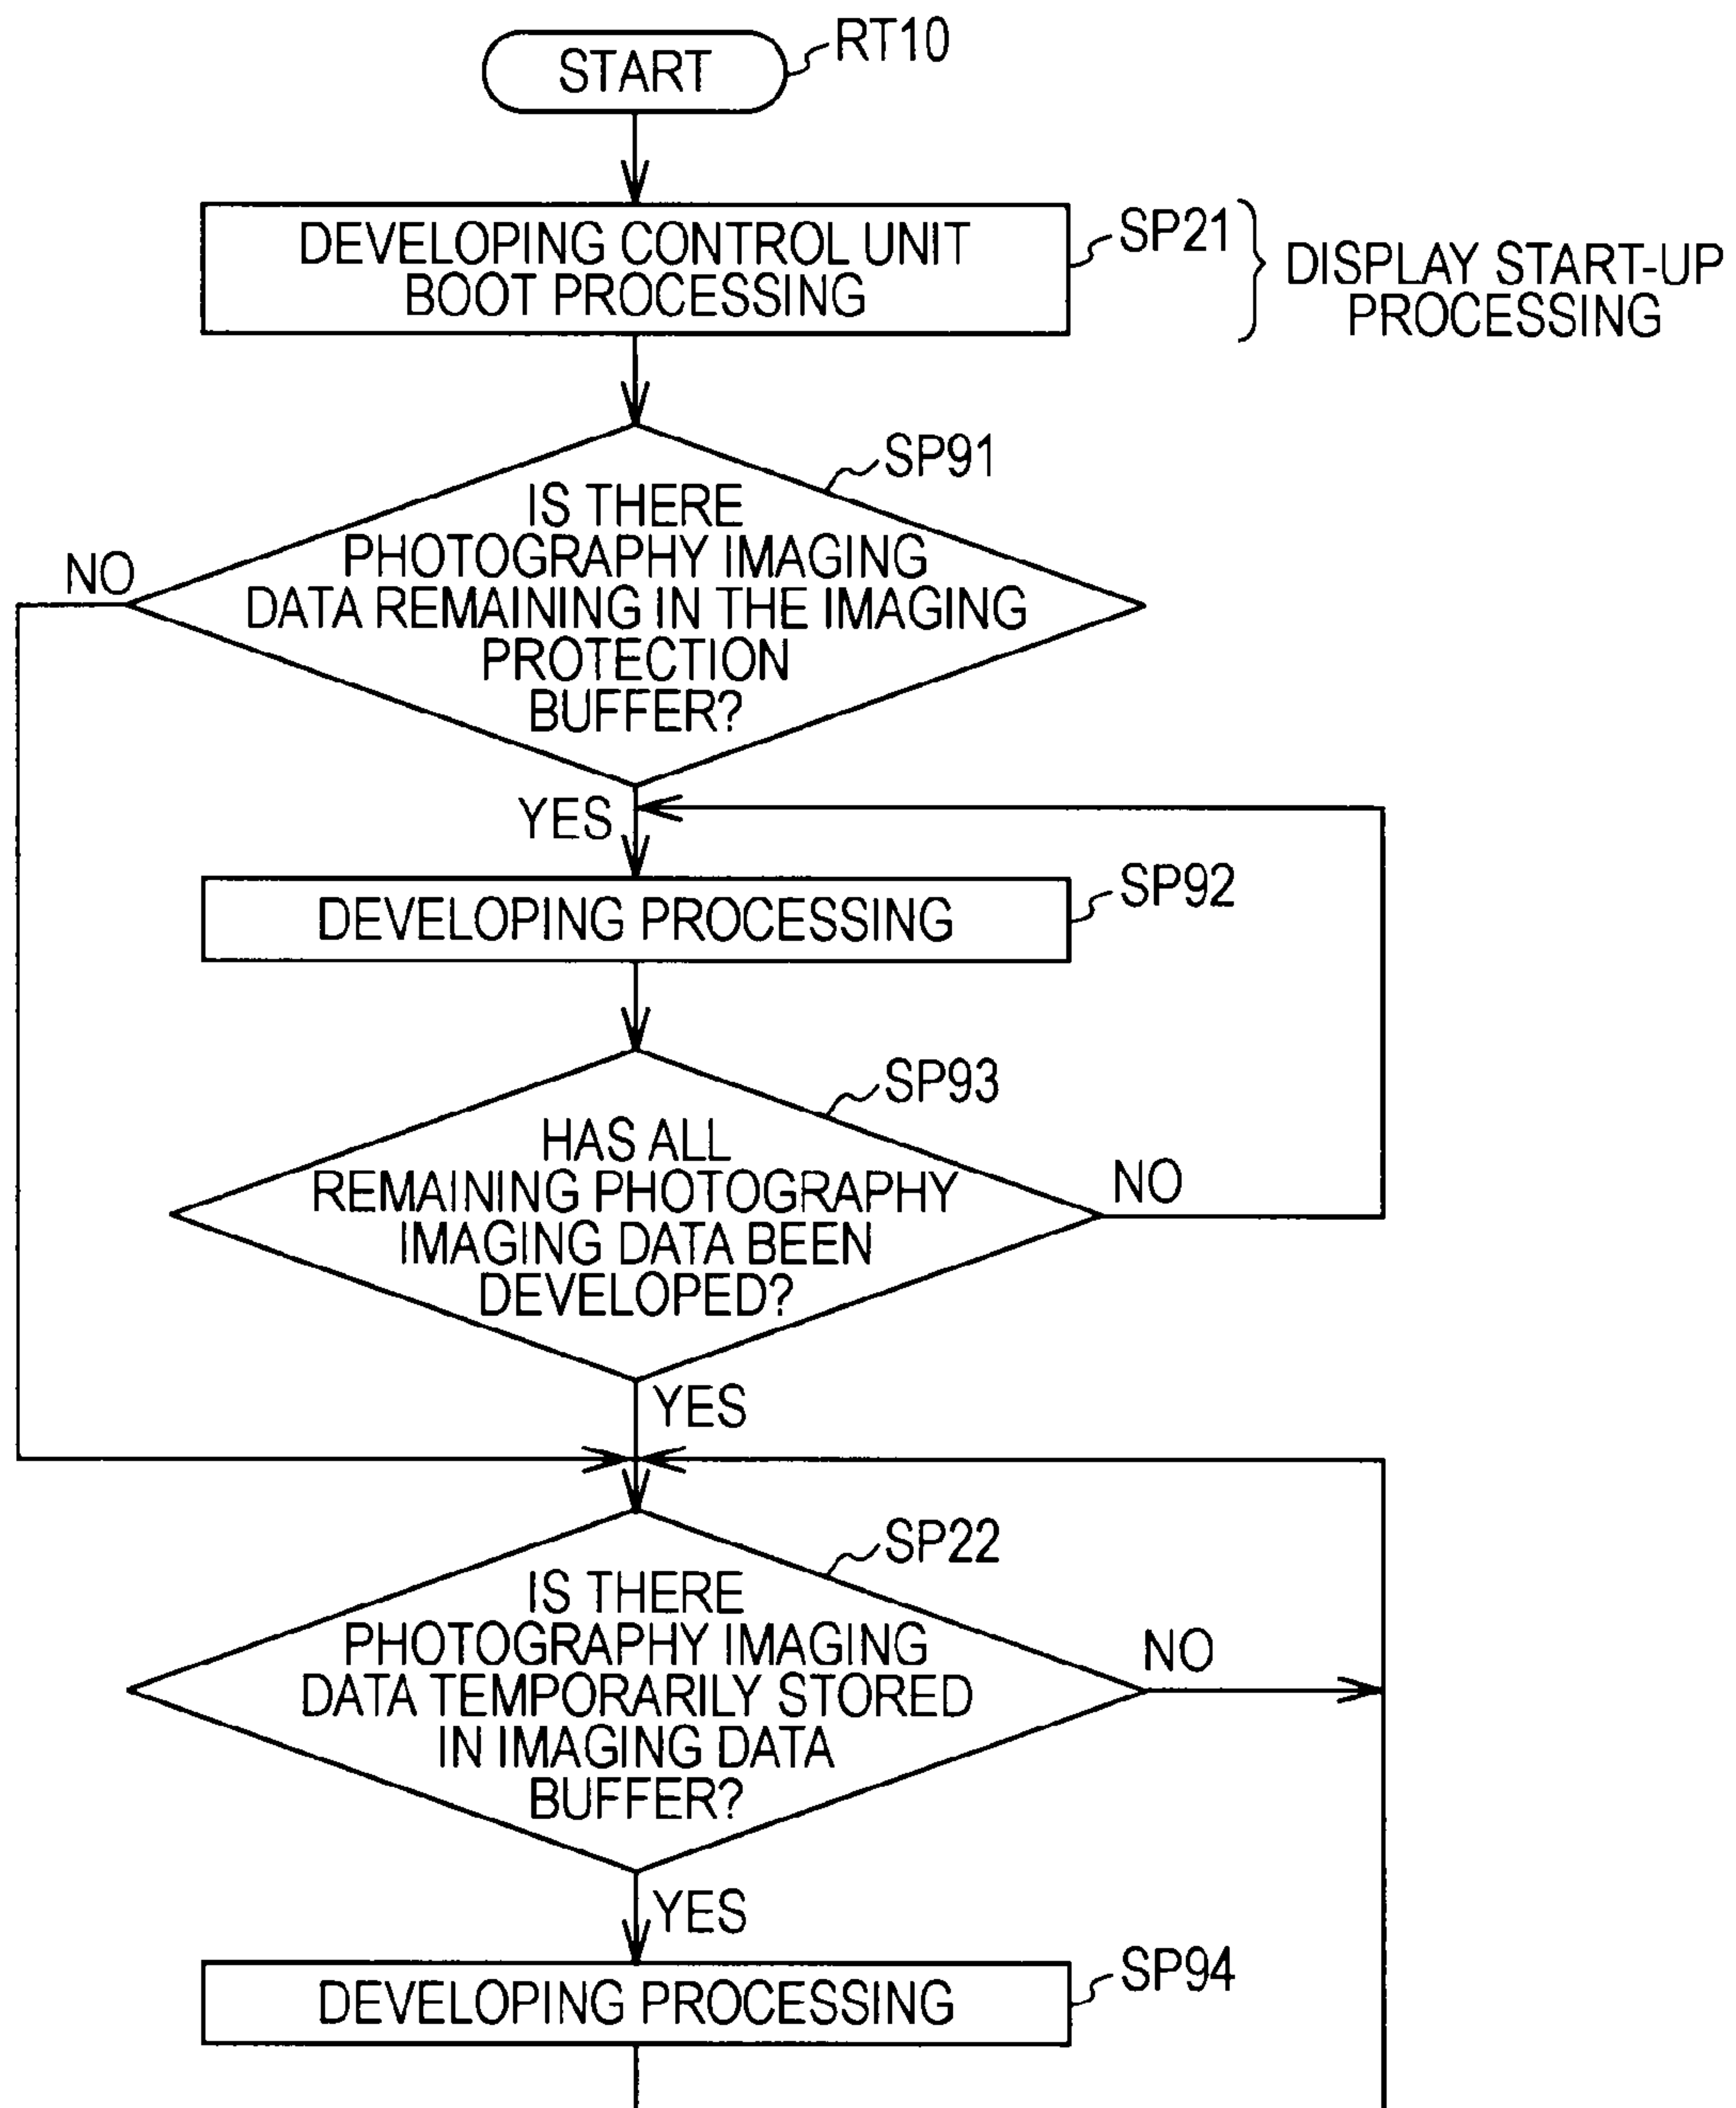 START
RT10
DEVELOPING CONTROL UNIT
BOOT PROCESSING
SP21
DISPLAY START-UP
PROCESSING
SP91
IS THERE
PHOTOGRAPHY IMAGING
DATA REMAINING IN THE IMAGING
PROTECTION
BUFFER?
NO
YES
DEVELOPING PROCESSING
SP92
SP93
HAS ALL
REMAINING PHOTOGRAPHY
IMAGING DATA BEEN
DEVELOPED?
NO
YES
SP22
IS THERE
PHOTOGRAPHY IMAGING
DATA TEMPORARILY STORED
IN IMAGING DATA
BUFFER?
NO
YES
DEVELOPING PROCESSING
SP94